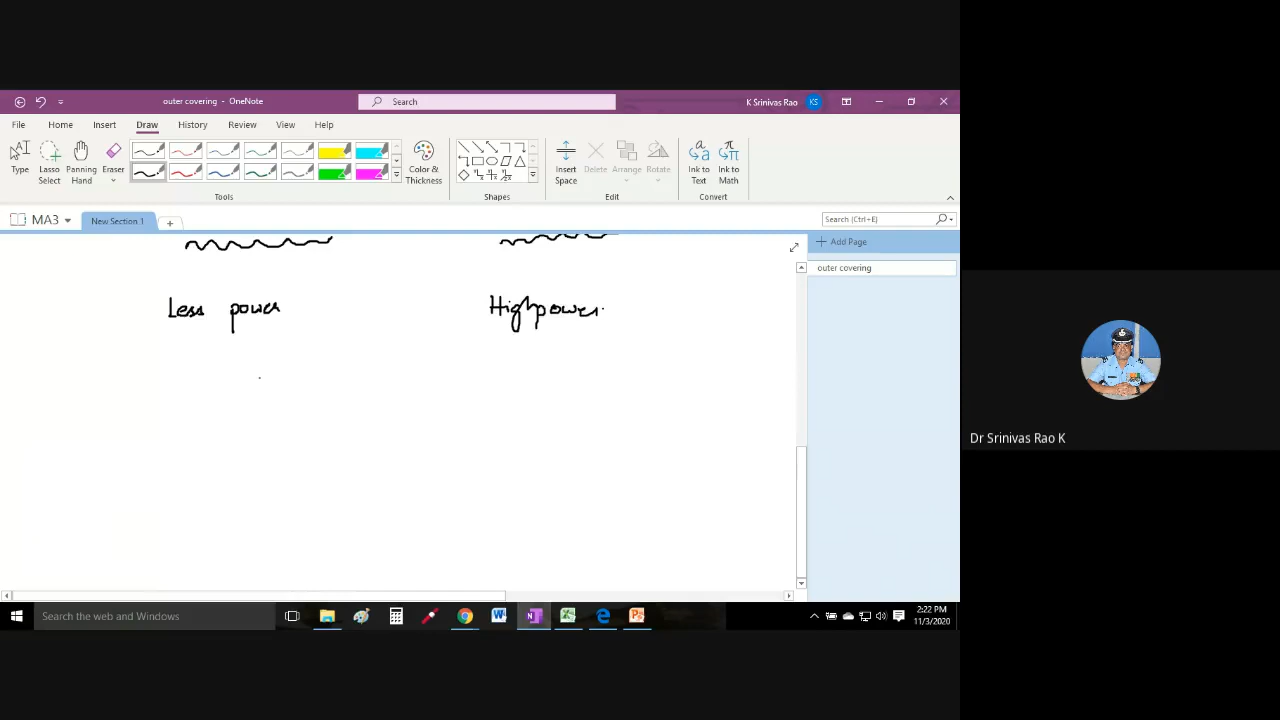 outer covering - OneNote
Search
K Srinivas Rao
KS
File Home Insert Draw History Review View Help
Type
Lasso Select
Panning Hand
Eraser
Color & Thickness
Insert Space
Delete
Arrange
Rotate
Ink to Text
Ink to Math
Tools
Shapes
Edit
Convert
MA3
New Section 1
Search (Ctrl+E)
Add Page
outer covering
Less power
High power.
Dr Srinivas Rao K
Search the web and Windows
2:22 PM
11/3/2020